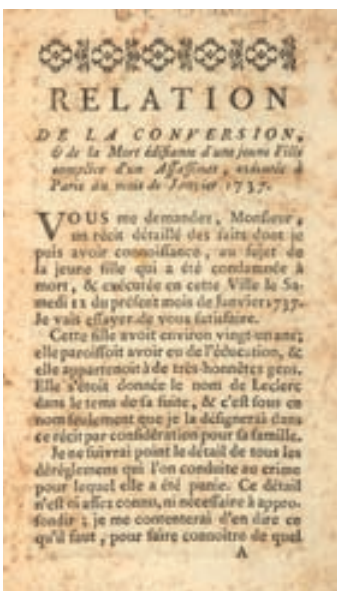 RELATION
DE LA CONVERSION,
& de la Mort édifiante d'une jeune Fille
complice d'un Assassinat, exécutée à
Paris au mois de Janvier 1737.
VOUS me demandez, Monsieur,
un récit détaillé des faits dont je
puis avoir connoissance, au sujet de
la jeune fille qui a été condamnée à
mort, & exécutée en cette Ville le Sa-
medi 12 du présent mois de Janvier 1737.
Je vais essayer de vous satisfaire.
Cette fille avoit environ vingt-un ans;
elle paroissoit avoir eu de l'éducation, &
elle appartenoit à de très-honnêtes gens.
Elle s'étoit donnée le nom de Leclerc
dans le tems de sa fuite, & c'est sous ce
nom seulement que je la désignerai dans
ce récit par considération pour sa famille.
Je ne suivrai point le détail de tous les
déréglemens qui l'on conduite au crime
pour lequel elle a été punie. Ce détail
n'est ni assez connu, ni nécessaire à appro-
fondir ; je me contenterai d'en dire ce
qu'il faut, pour faire connoître de quel
A